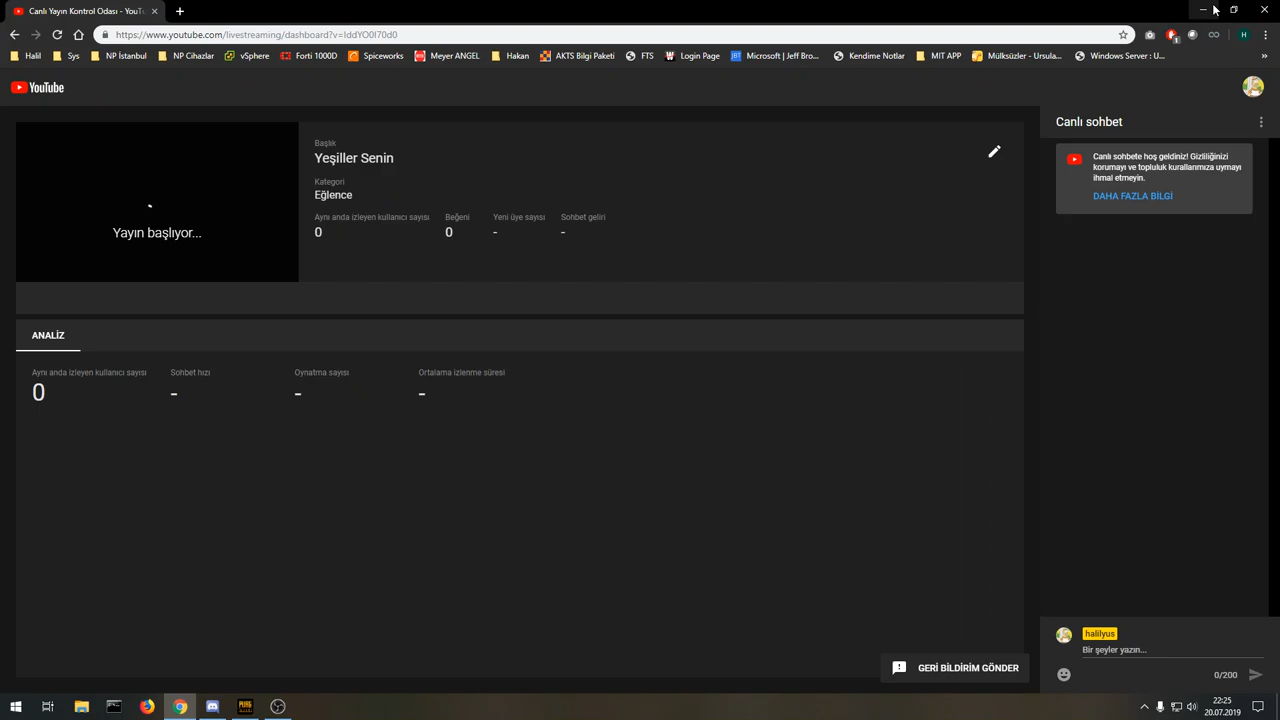 Canlı Yayın Kontrol Odası - YouT
https://www.youtube.com/livestreaming/dashboard?v=IddYO0I70d0
Halil Sys NP İstanbul NP Cihazlar vSphere Forti 1000D Spiceworks Meyer ANGEL Hakan AKTS Bilgi Paketi FTS Login Page Microsoft | Jeff Bro... Kendime Notlar MIT APP Mülksüzler - Ursula... Windows Server : U... »
YouTube
Canlı sohbet
Canlı sohbete hoş geldiniz! Gizliliğinizi
korumayı ve topluluk kurallarımıza uymayı
ihmal etmeyin.
DAHA FAZLA BİLGİ
Yayın başlıyor...
Başlık
Yeşiller Senin
Kategori
Eğlence
Aynı anda izleyen kullanıcı sayısı Beğeni Yeni üye sayısı Sohbet geliri
0 0 - -
ANALİZ
Aynı anda izleyen kullanıcı sayısı Sohbet hızı Oynatma sayısı Ortalama izlenme süresi
0 - - -
GERİ BİLDİRİM GÖNDER
halilyus
Bir şeyler yazın...
0/200
22:25
20.07.2019